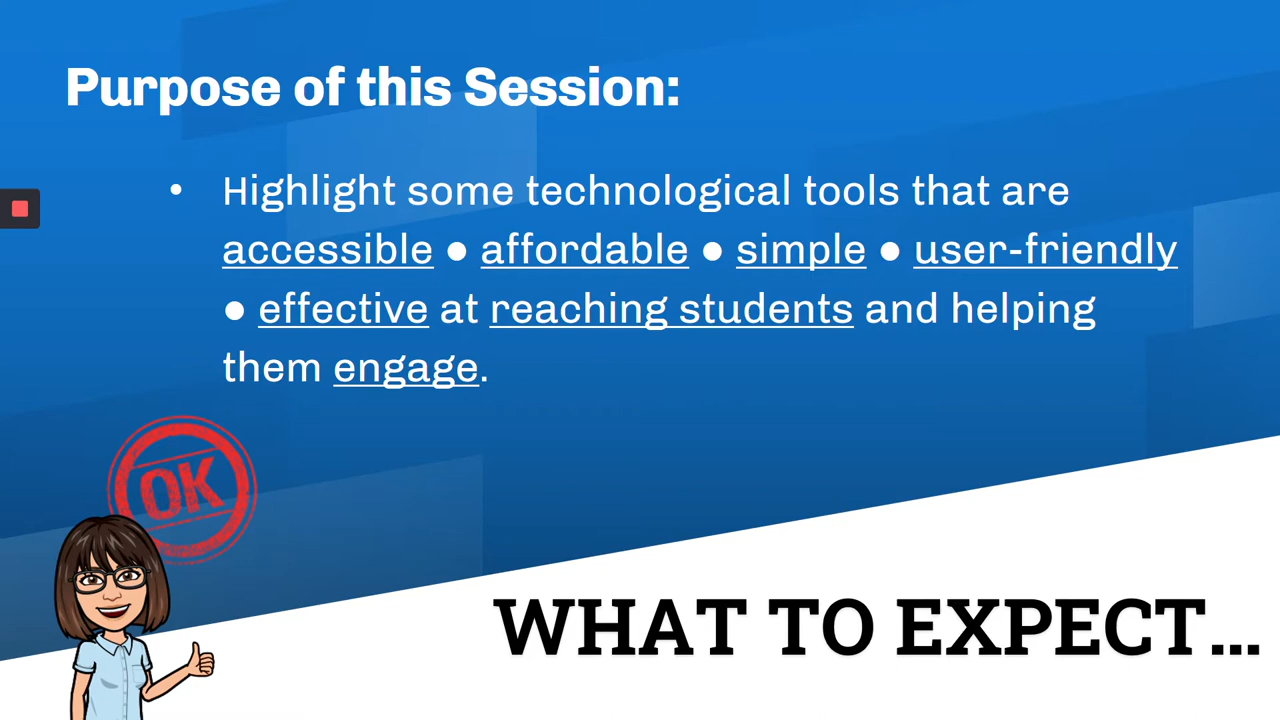 Purpose of this Session:
• Highlight some technological tools that are
accessible ● affordable ● simple ● user-friendly
● effective at reaching students and helping
them engage.
OK
WHAT TO EXPECT...